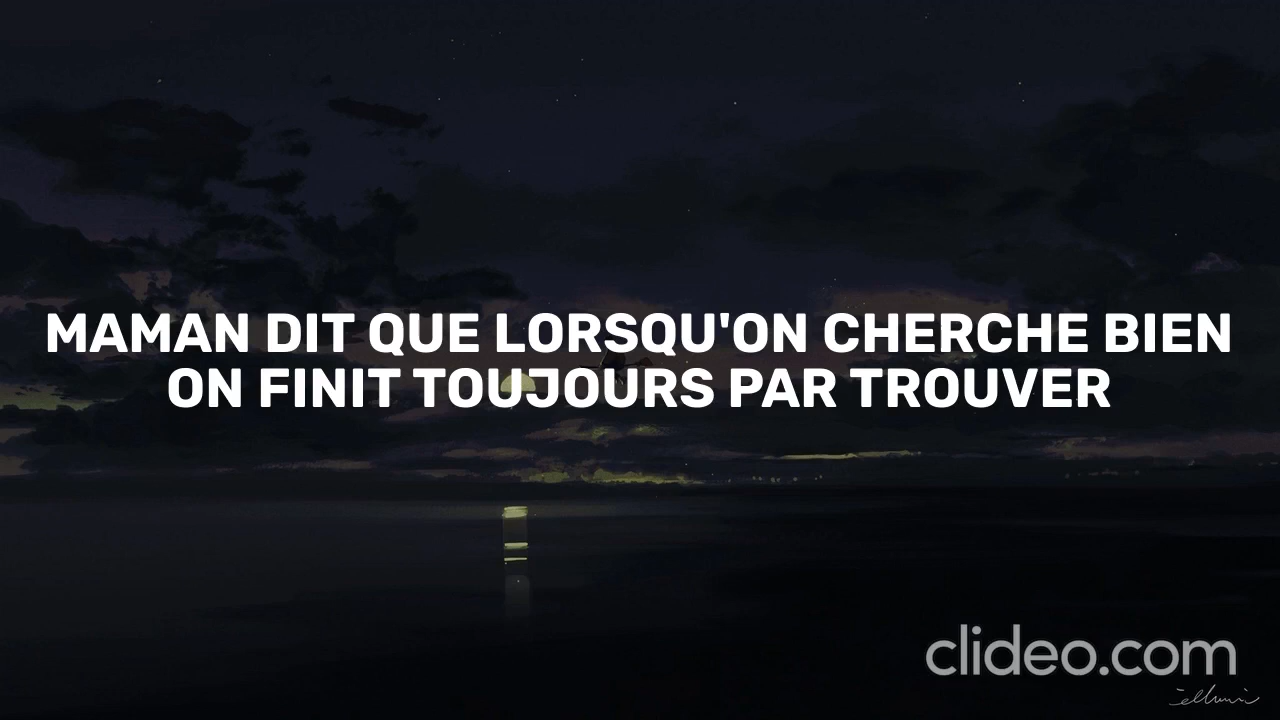 MAMAN DIT QUE LORSQU'ON CHERCHE BIEN
ON FINIT TOUJOURS PAR TROUVER
clideo.com